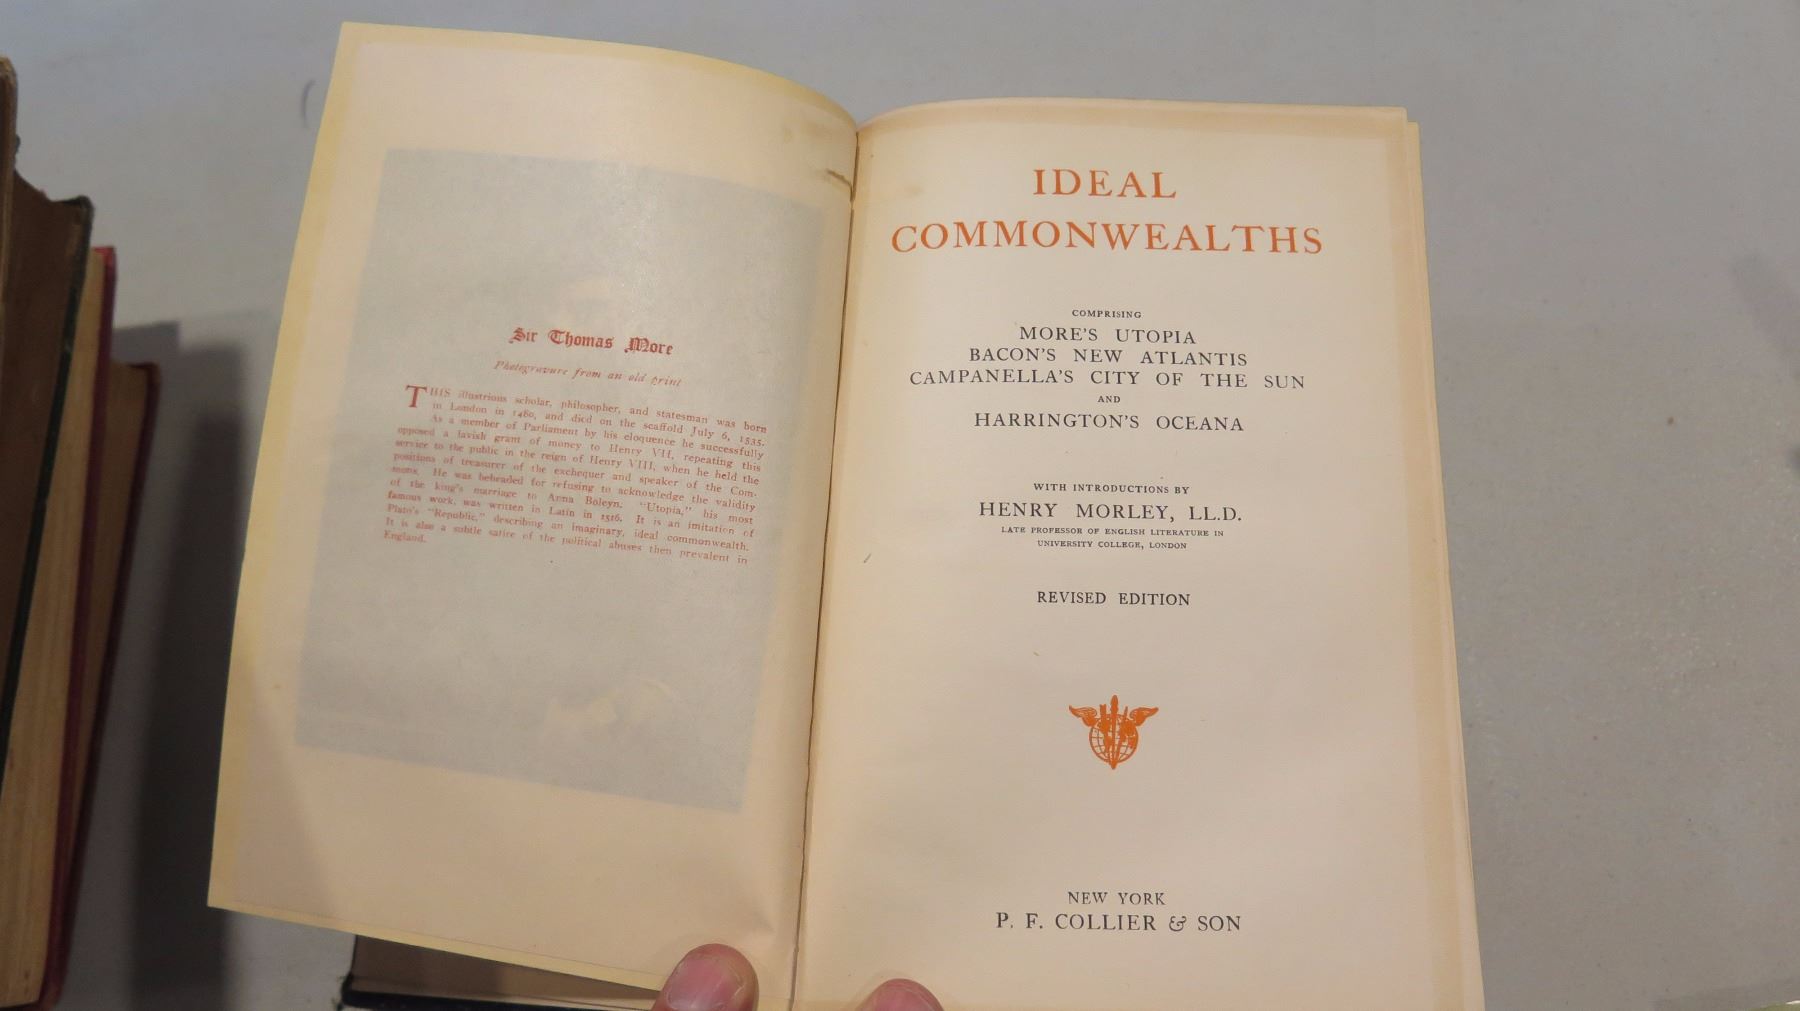 Sir Thomas More
Photogravure from an old print
THIS illustrious scholar, philosopher, and statesman was born
in London in 1480, and died on the scaffold July 6, 1535.
As a member of Parliament by his eloquence he successfully
opposed a lavish grant of money to Henry VII, repeating this
service to the public in the reign of Henry VIII, when he held the
positions of treasurer of the exchequer and speaker of the Com-
mons. He was beheaded for refusing to acknowledge the validity
of the king's marriage to Anna Boleyn. "Utopia," his most
famous work, was written in Latin in 1516. It is an imitation of
Plato's "Republic," describing an imaginary, ideal commonwealth.
It is also a subtle satire of the political abuses then prevalent in
England.
IDEAL
COMMONWEALTHS
COMPRISING
MORE'S UTOPIA
BACON'S NEW ATLANTIS
CAMPANELLA'S CITY OF THE SUN
AND
HARRINGTON'S OCEANA
WITH INTRODUCTIONS BY
HENRY MORLEY, LL.D.
LATE PROFESSOR OF ENGLISH LITERATURE IN
UNIVERSITY COLLEGE, LONDON
REVISED EDITION
NEW YORK
P. F. COLLIER & SON